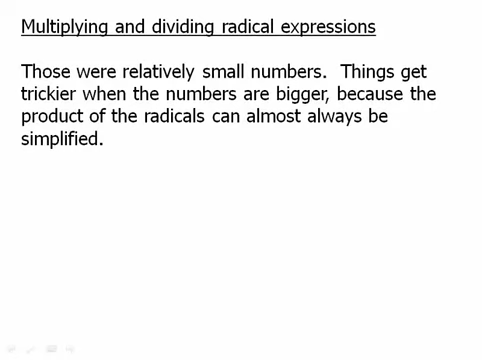 Multiplying and dividing radical expressions
Those were relatively small numbers.  Things get
trickier when the numbers are bigger, because the
product of the radicals can almost always be
simplified.